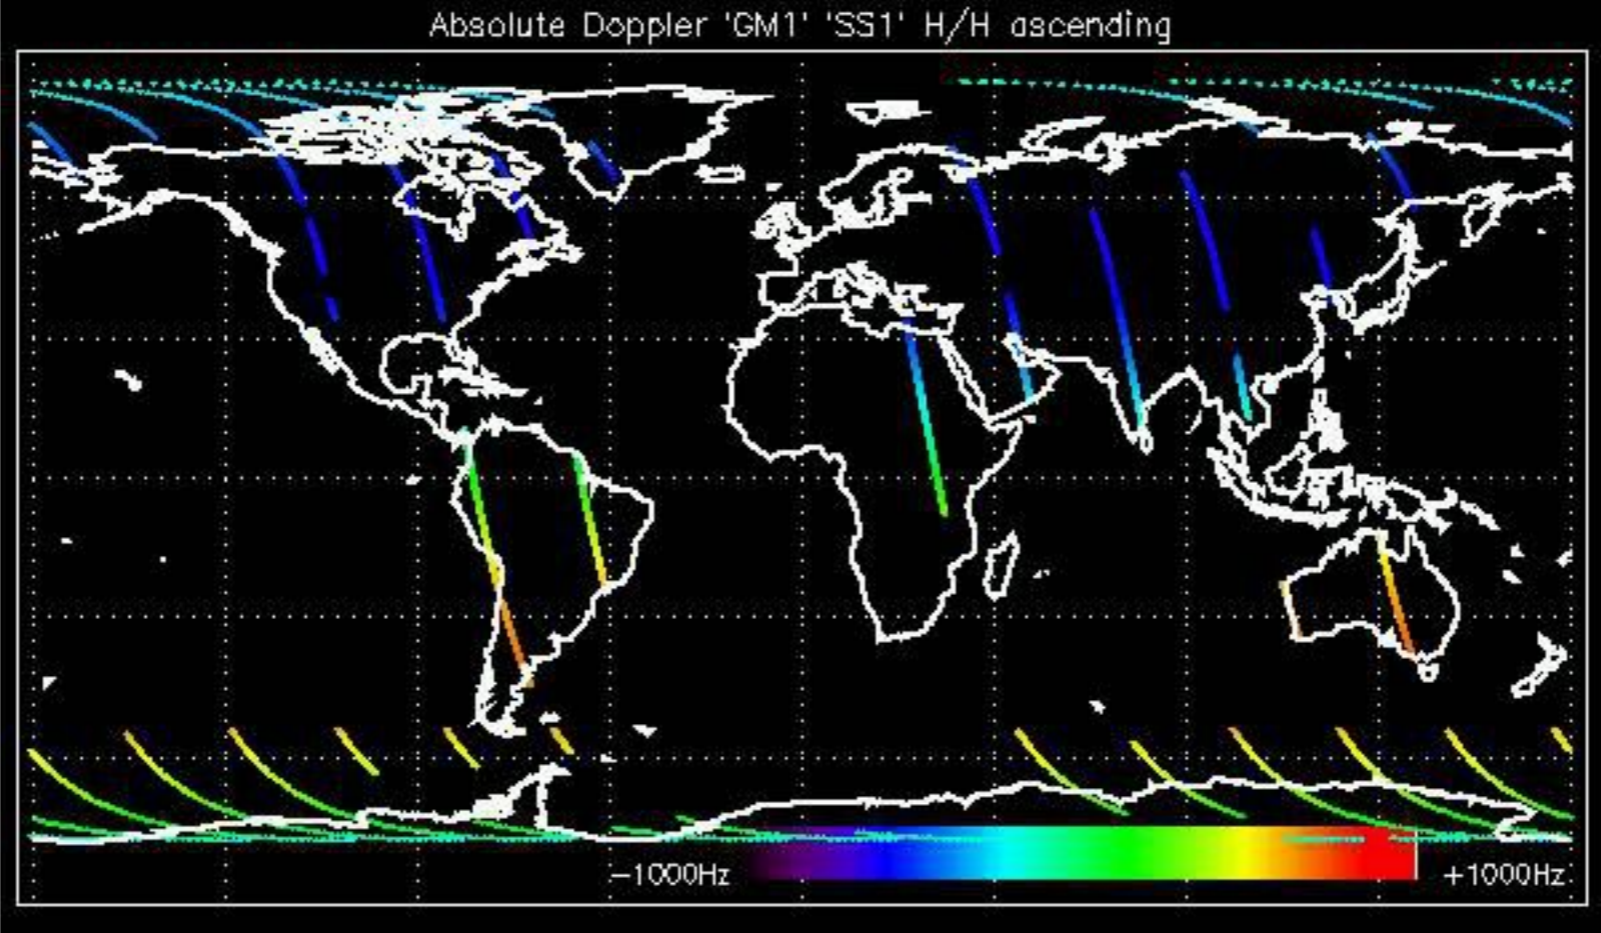 Absolute Doppler 'GM1' 'SS1' H/H ascending
-1000Hz +1000Hz